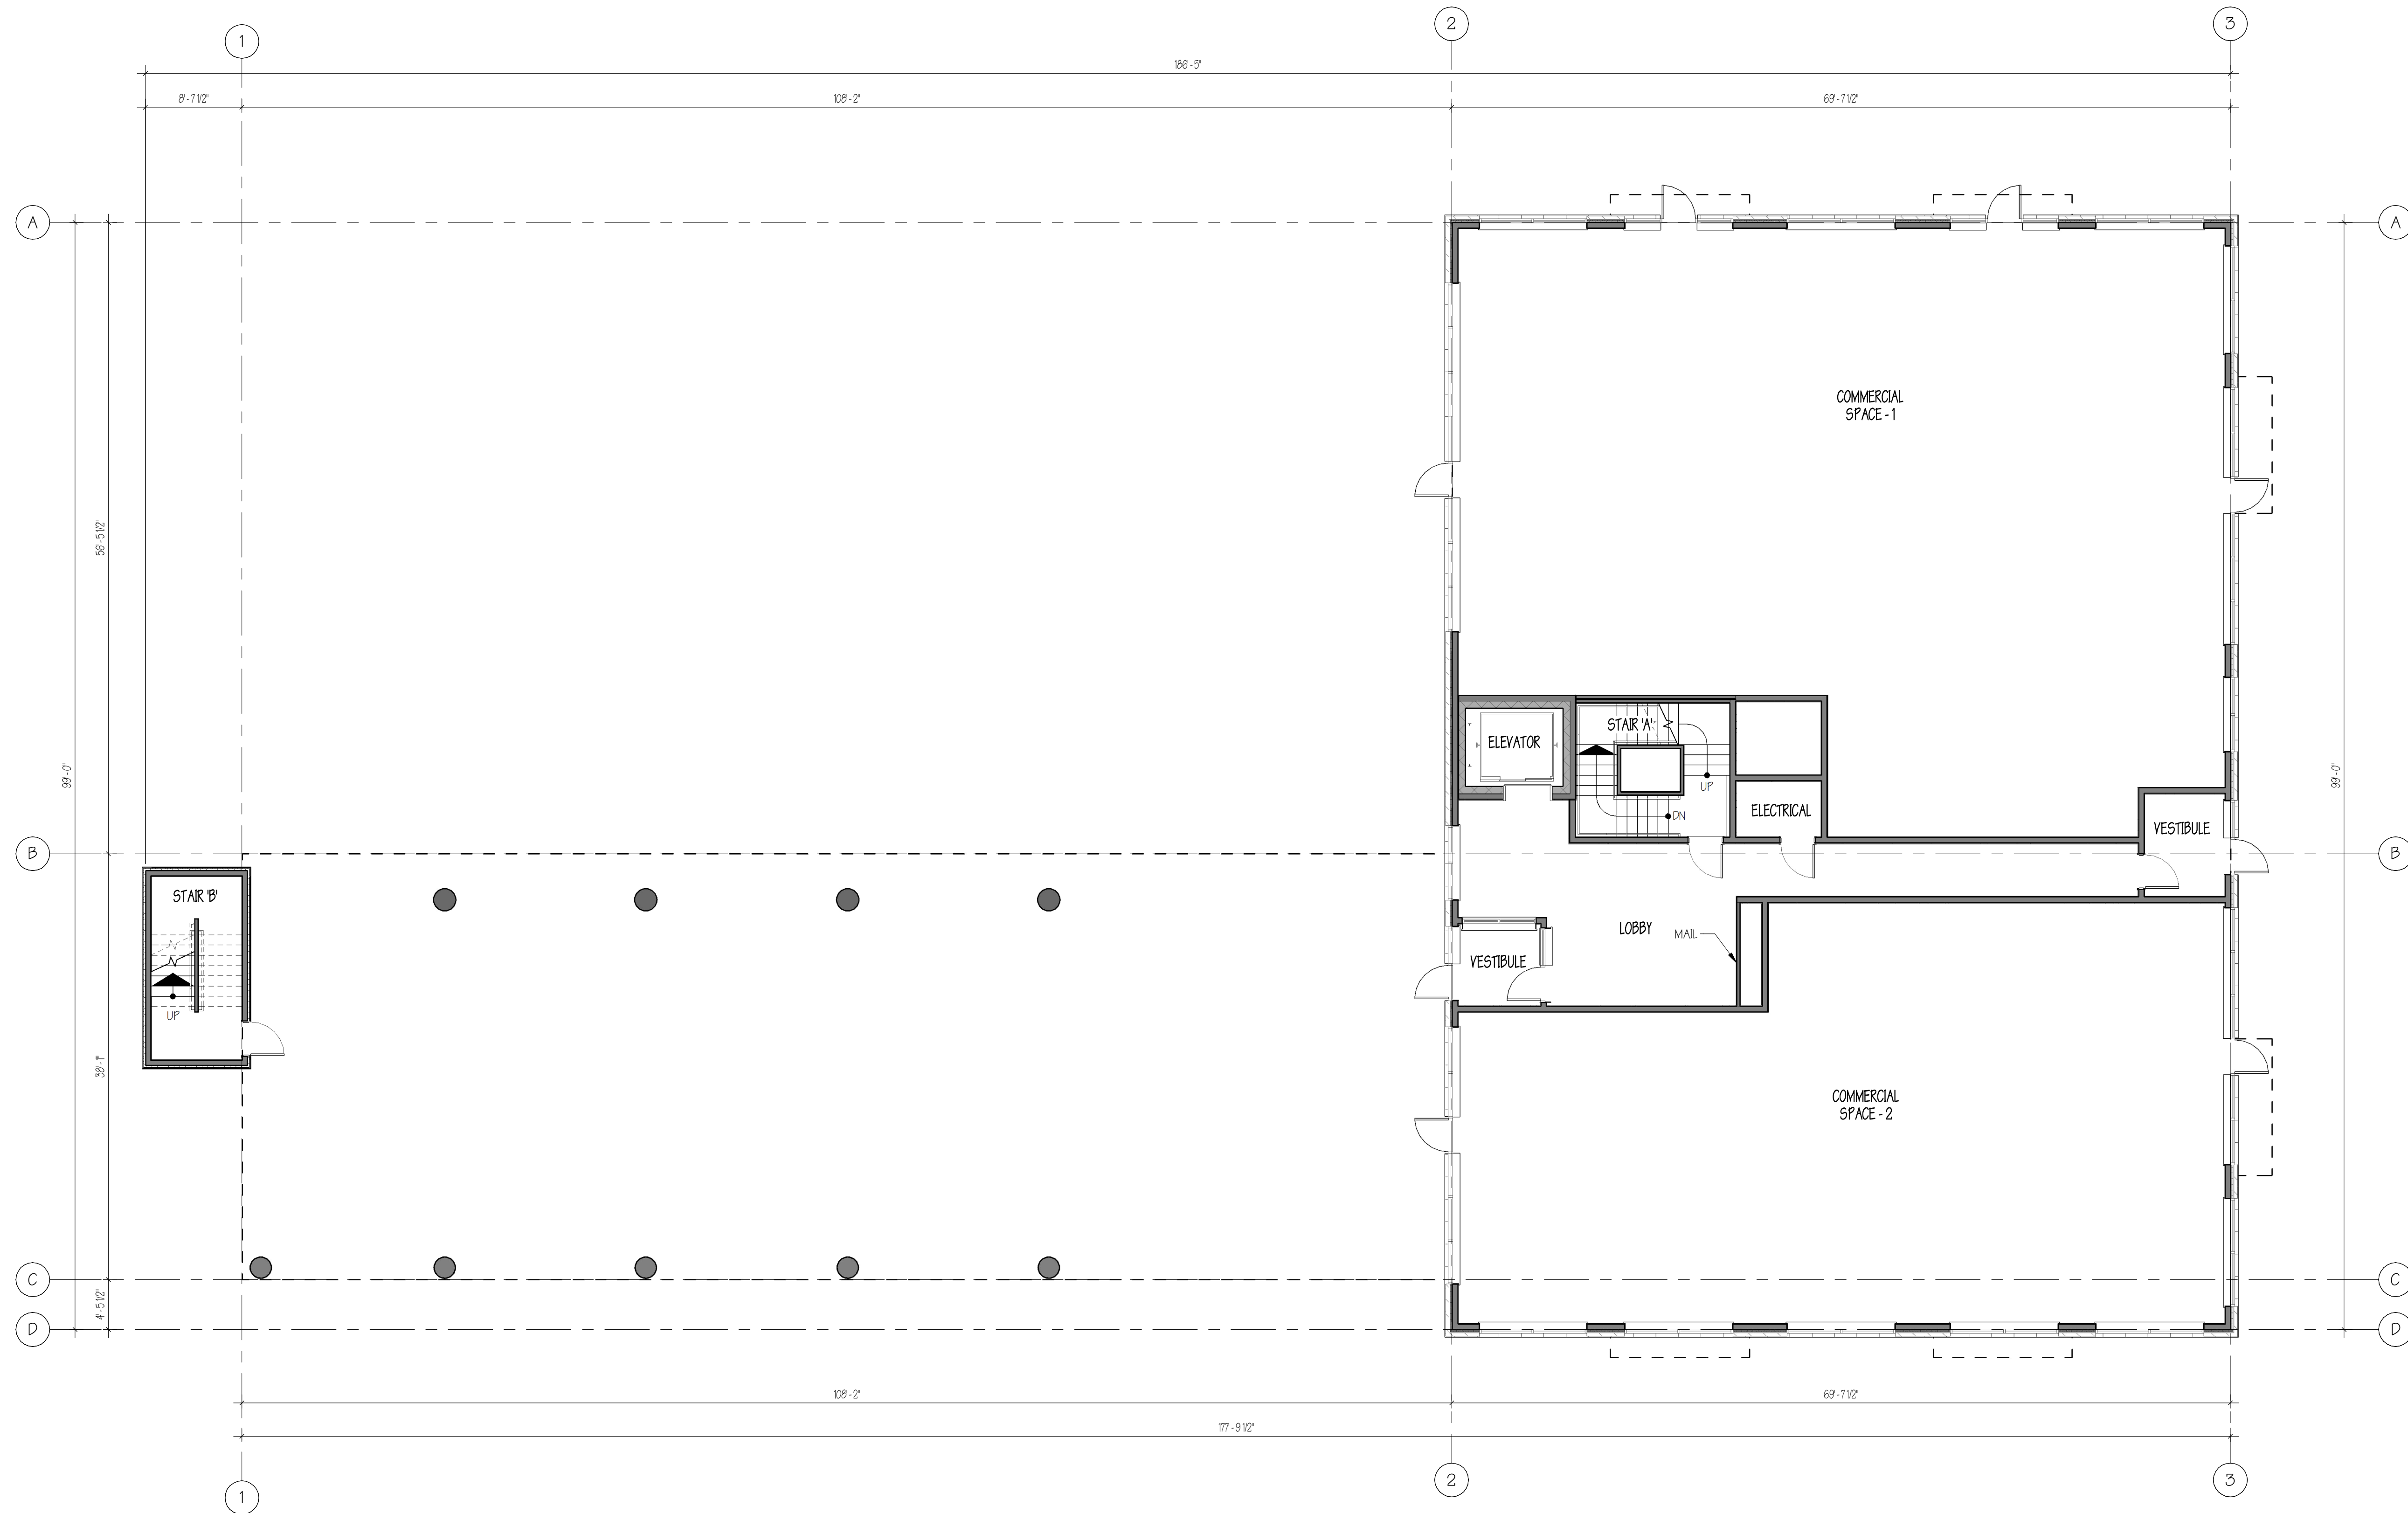 2
3
1
186'-5"
8'-7 1/2"
108'-2"
69'-7 1/2"
A
A
COMMERCIAL
SPACE - 1
56'-5 1/2"
STAIR 'A'
ELEVATOR
99'-0"
99'-0"
UP
ELECTRICAL
DN
VESTIBULE
B
B
STAIR 'B'
LOBBY
MAIL
VESTIBULE
UP
38'-1"
COMMERCIAL
SPACE - 2
C
C
4'-5 1/2"
D
D
108'-2"
69'-7 1/2"
177'-9 1/2"
2
3
1